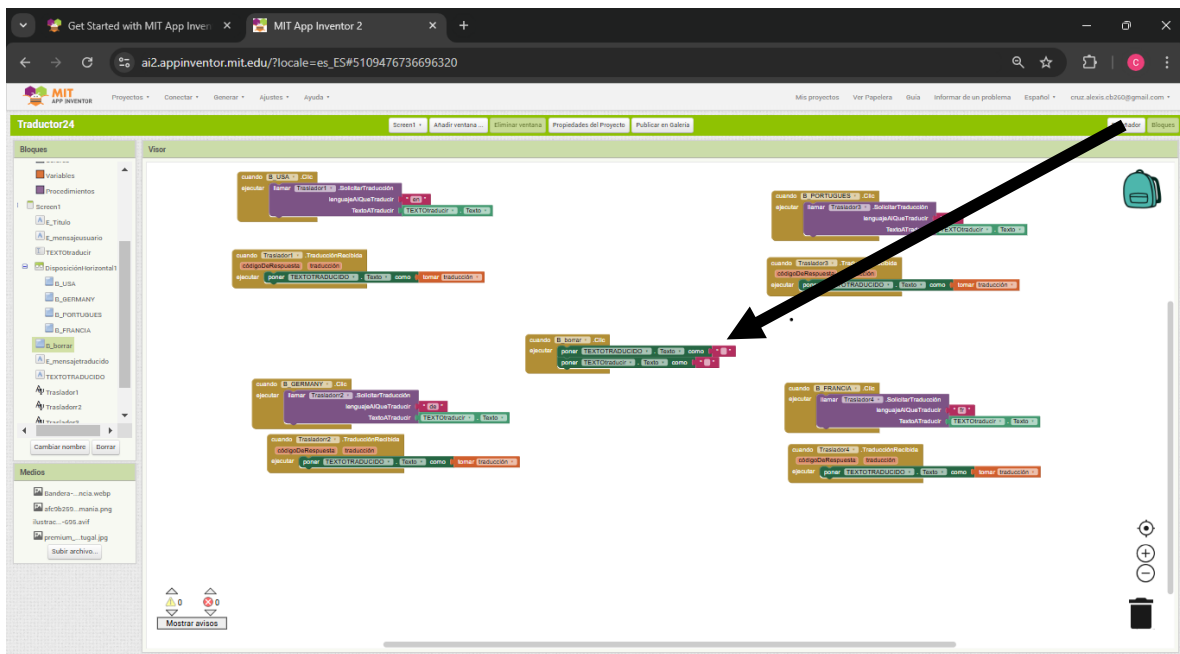 Get Started with MIT App Inven
MIT App Inventor 2
ai2.appinventor.mit.edu/?locale=es_ES#5109476736696320
C
MIT
APP INVENTOR
Proyectos
Conectar
Generar
Ajustes
Ayuda
Mis proyectos
Ver Papelera
Guía
Informar de un problema
Español
cruz.alexis.cb260@gmail.com
Traductor24
Screen1
Añadir ventana ...
Eliminar ventana
Propiedades del Proyecto
Publicar en Galería
Bloques
Bloques
Visor
Variables
Procedimientos
Screen1
E_Titulo
E_mensajeusuario
TEXTOtraducir
DisposiciónHorizontal1
B_USA
B_GERMANY
B_PORTUGUES
B_FRANCIA
B_borrar
E_mensajetraducido
TEXTOTRADUCIDO
Traslador1
Traslador2
Cambiar nombre
Borrar
Medios
Bandera-...ncia.webp
afc9b289...mania.png
ilustrac...-696.avif
premium_...tugal.jpg
Subir archivo...
cuando B_USA .Clic
ejecutar llamar Traslador1 .SolicitarTraducción
lenguajeAlQueTraducir " en "
TextoATraducir TEXTOtraducir . Texto
cuando Traslador1 .TraducciónRecibida
códigoDeRespuesta traducción
ejecutar poner TEXTOTRADUCIDO . Texto como tomar traducción
cuando B_PORTUGUES .Clic
ejecutar llamar Traslador3 .SolicitarTraducción
lenguajeAlQueTraducir
TEXTOtraducir . Texto
cuando Traslador3
códigoDeRespuesta
ejecutar . Texto como tomar traducción
cuando B_borrar .Clic
ejecutar poner TEXTOTRADUCIDO . Texto como " "
poner TEXTOtraducir . Texto como " "
cuando B_GERMANY .Clic
ejecutar llamar Traslador2 .SolicitarTraducción
lenguajeAlQueTraducir " de "
TextoATraducir TEXTOtraducir . Texto
cuando Traslador2 .TraducciónRecibida
códigoDeRespuesta traducción
ejecutar poner TEXTOTRADUCIDO . Texto como tomar traducción
cuando B_FRANCIA .Clic
ejecutar llamar Traslador4 .SolicitarTraducción
lenguajeAlQueTraducir " fr "
TextoATraducir TEXTOtraducir . Texto
cuando Traslador4 .TraducciónRecibida
códigoDeRespuesta traducción
ejecutar poner TEXTOTRADUCIDO . Texto como tomar traducción
0
0
Mostrar avisos